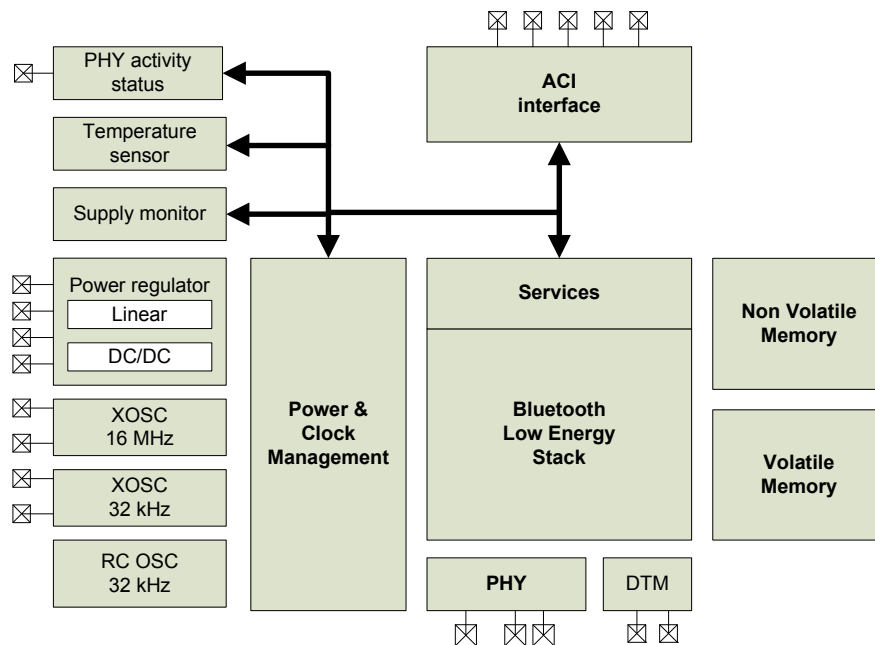 PHY activity
status
Temperature
sensor
Supply monitor
Power regulator
Linear
DC/DC
XOSC
16 MHz
XOSC
32 kHz
RC OSC
32 kHz
Power &
Clock
Management
ACI
interface
Services
Bluetooth
Low Energy
Stack
PHY
DTM
Non Volatile
Memory
Volatile
Memory